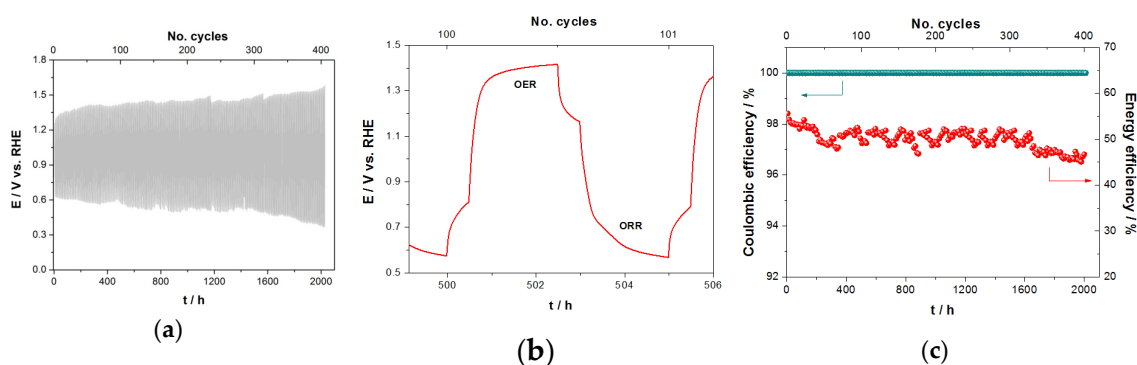 No. cycles
0 100 200 300 400
1.8
1.5
1.2
0.9
0.6
0.3
0.0
E / V vs. RHE
0 400 800 1200 1600 2000
t / h
(a)
No. cycles
100 101
1.5
1.3
1.1
0.9
0.7
0.5
E / V vs. RHE
OER
ORR
500 502 504 506
t / h
(b)
No. cycles
0 100 200 300 400
100
98
96
94
92
Coulombic efficiency / %
70
60
50
40
30
20
Energy efficiency / %
0 400 800 1200 1600 2000
t / h
(c)